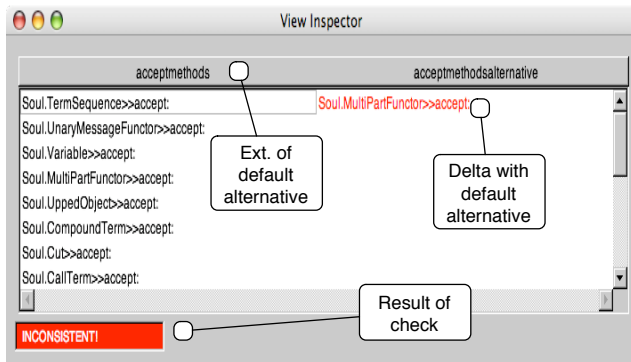 View Inspector
acceptmethods
acceptmethodsalternative
Soul.TermSequence>>accept:
Soul.MultiPartFunctor>>accept:
Soul.UnaryMessageFunctor>>accept:
Soul.Variable>>accept:
Soul.MultiPartFunctor>>accept:
Soul.UppedObject>>accept:
Soul.CompoundTerm>>accept:
Soul.Cut>>accept:
Soul.CallTerm>>accept:
Ext. of
default
alternative
Delta with
default
alternative
Result of
check
INCONSISTENT!